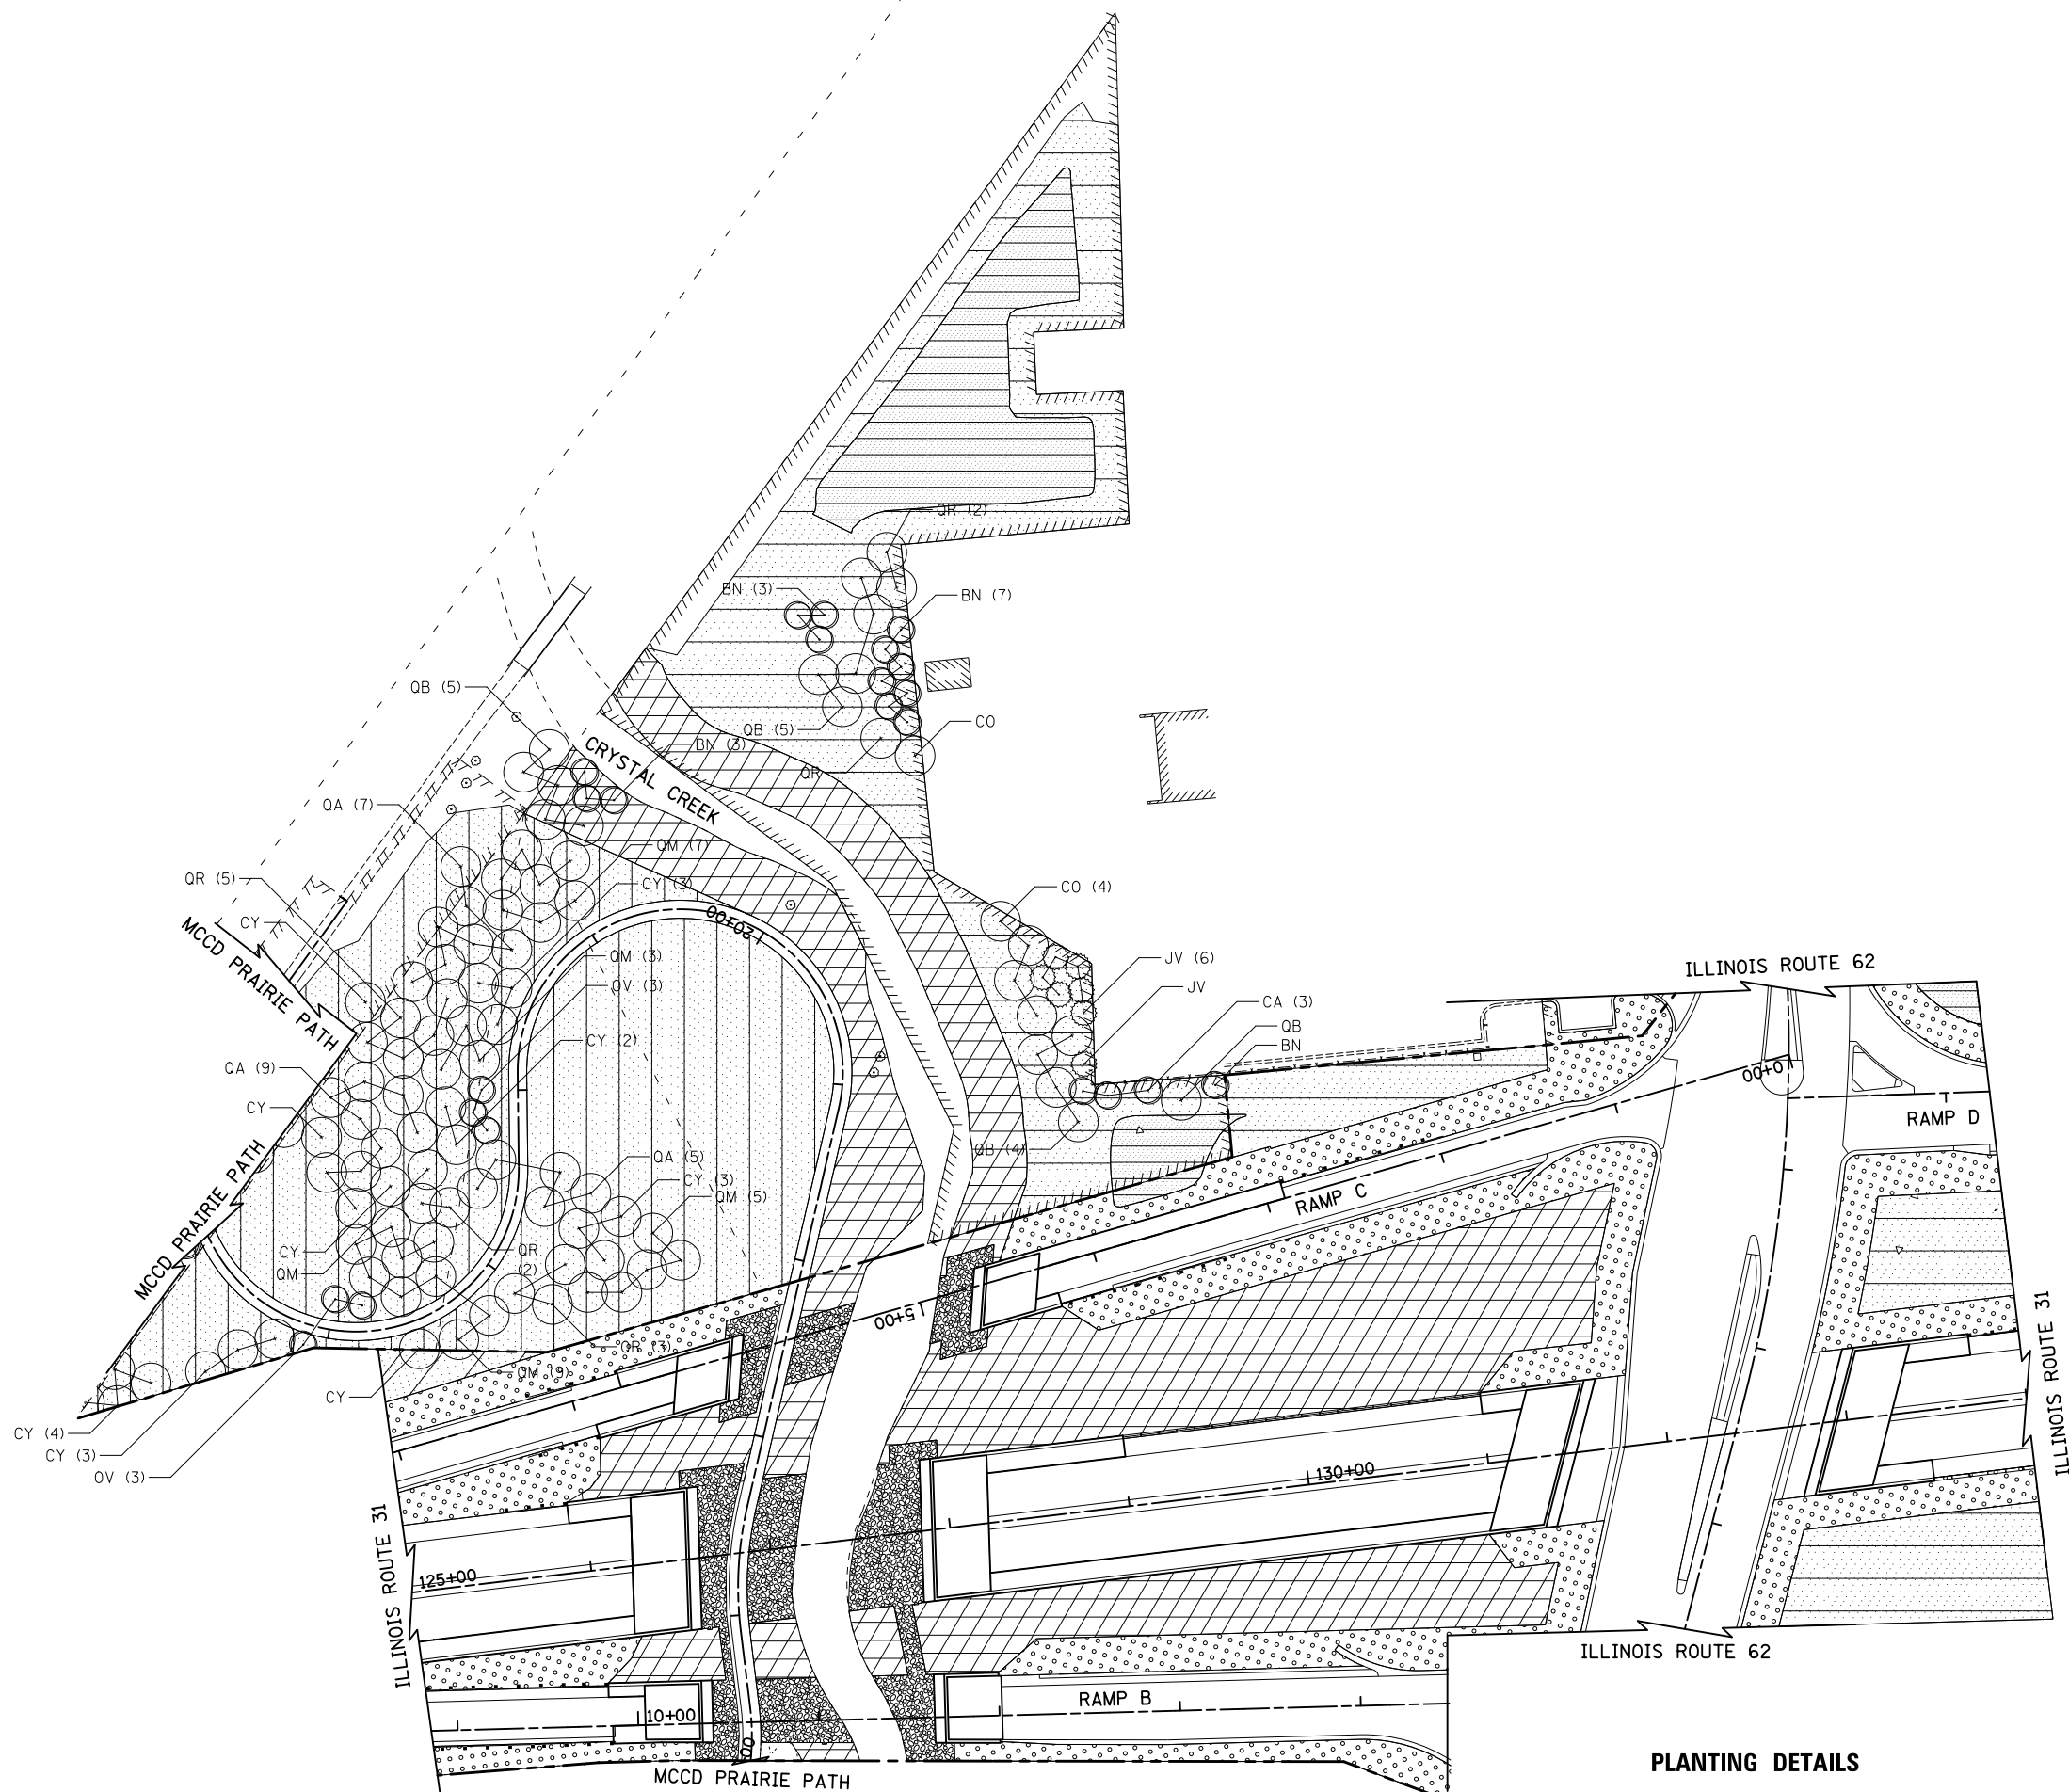 QR (2)
BN (3)
BN (7)
QB (5)
QB (5)
CO
BN (3)
QR
CRYSTAL CREEK
QA (7)
QM (7)
QR (5)
CY (3)
CO (4)
CY
20+00
MCCD PRAIRIE PATH
QM (3)
JV (6)
ILLINOIS ROUTE 62
OV (3)
JV
CA (3)
QB
CY (2)
BN
QA (9)
10+00
CY
RAMP D
MCCD PRAIRIE PATH
QA (5)
QB (4)
CY (3)
QM (5)
RAMP C
CY
QR
(2)
QM
15+00
ILLINOIS ROUTE 31
QR (3)
QM (9)
CY
CY (4)
CY (3)
OV (3)
130+00
ILLINOIS ROUTE 31
125+00
ILLINOIS ROUTE 62
RAMP B
10+00
00
MCCD PRAIRIE PATH
PLANTING DETAILS